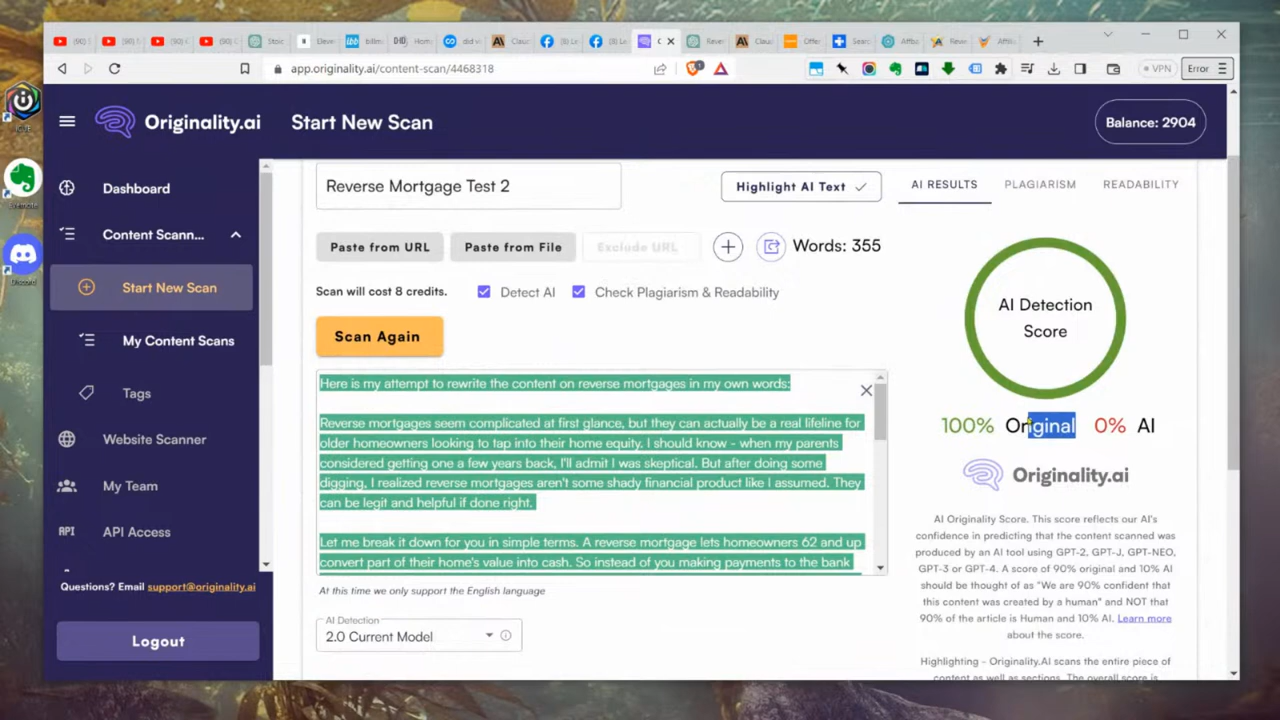 app.originality.ai/content-scan/4468318
VPN
Error
Originality.ai
Start New Scan
Balance: 2904
Dashboard
Content Scann...
Start New Scan
My Content Scans
Tags
Website Scanner
My Team
API
API Access
Questions? Email support@originality.ai
Logout
Reverse Mortgage Test 2
Highlight AI Text
Paste from URL
Paste from File
Exclude URL
Words: 355
Scan will cost 8 credits.
Detect AI
Check Plagiarism & Readability
Scan Again
Here is my attempt to rewrite the content on reverse mortgages in my own words:
Reverse mortgages seem complicated at first glance, but they can actually be a real lifeline for
older homeowners looking to tap into their home equity. I should know - when my parents
considered getting one a few years back, I'll admit I was skeptical. But after doing some
digging, I realized reverse mortgages aren't some shady financial product like I assumed. They
can be legit and helpful if done right.
Let me break it down for you in simple terms. A reverse mortgage lets homeowners 62 and up
convert part of their home's value into cash. So instead of you making payments to the bank
At this time we only support the English language
AI Detection
2.0 Current Model
AI RESULTS
PLAGIARISM
READABILITY
AI Detection
Score
100% Original 0% AI
Originality.ai
AI Originality Score. This score reflects our AI's
confidence in predicting that the content scanned was
produced by an AI tool using GPT-2, GPT-J, GPT-NEO,
GPT-3 or GPT-4. A score of 90% original and 10% AI
should be thought of as "We are 90% confident that
this content was created by a human" and NOT that
90% of the article is Human and 10% AI. Learn more
about the score.
Highlighting - Originality.AI scans the entire piece of
content as well as sections. The overall score is